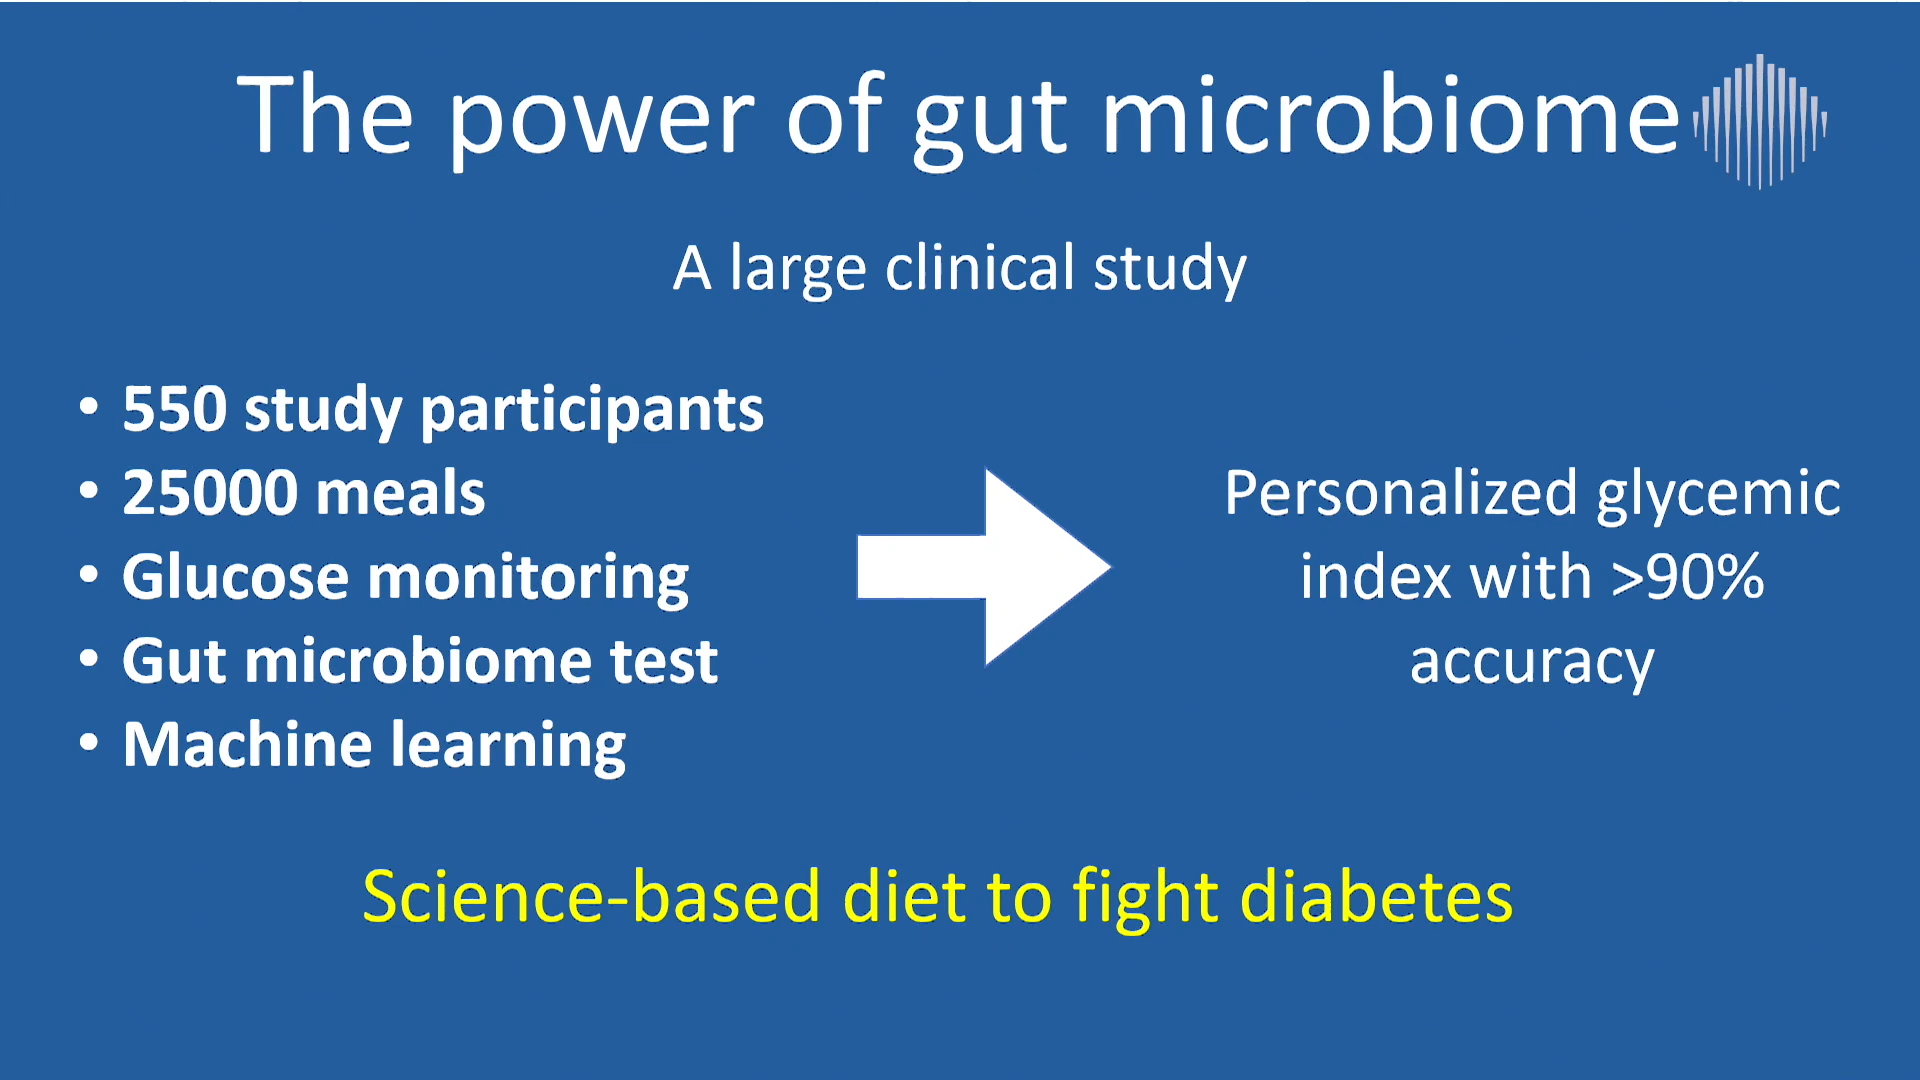 The power of gut microbiome
A large clinical study
• 550 study participants
• 25000 meals
• Glucose monitoring
• Gut microbiome test
• Machine learning
Personalized glycemic
index with >90%
accuracy
Science-based diet to fight diabetes